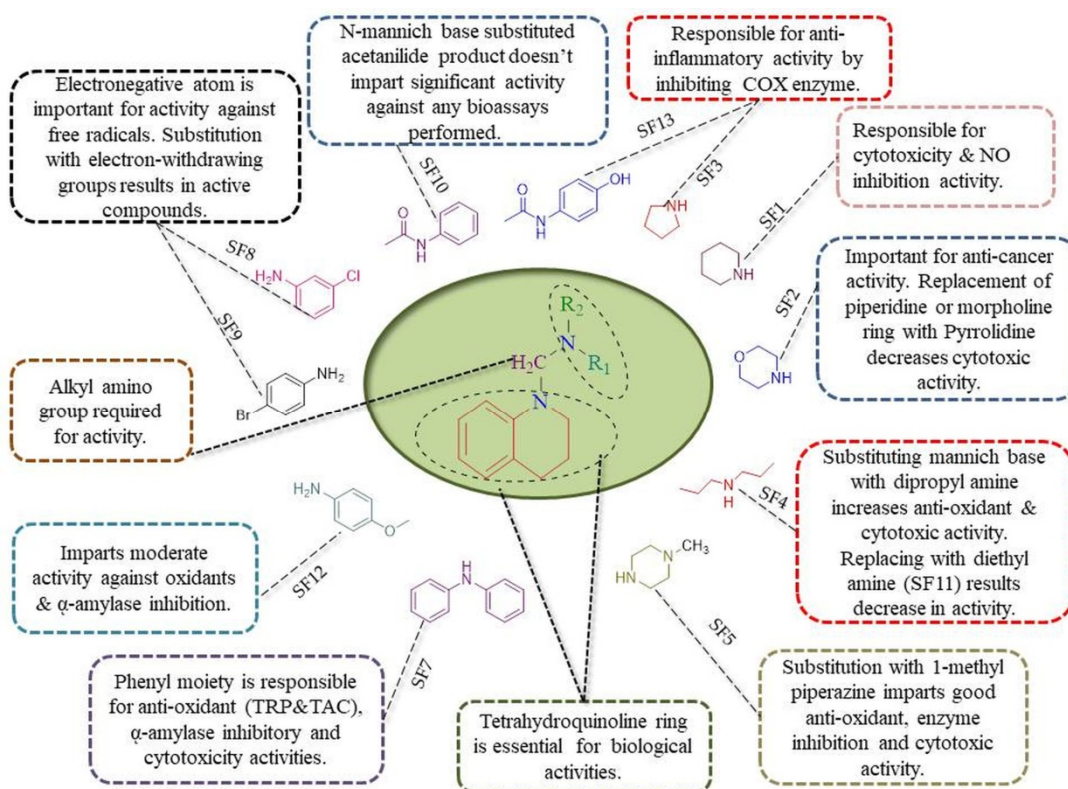 N-mannich base substituted
acetanilide product doesn't
impart significant activity
against any bioassays
performed.
Responsible for anti-
inflammatory activity by
inhibiting COX enzyme.
Electronegative atom is
important for activity against
free radicals. Substitution
with electron-withdrawing
groups results in active
compounds.
Responsible for
cytotoxicity & NO
inhibition activity.
SF10
SF13
SF3
SF1
SF8
SF9
SF2
O
N
H
O
N
H
OH
NH
NH
H₂N
Cl
Br
NH₂
O
NH
Important for anti-cancer
activity. Replacement of
piperidine or morpholine
ring with Pyrrolidine
decreases cytotoxic
activity.
R₂
N
R₁
H₂C
N
Alkyl amino
group required
for activity.
Substituting mannich base
with dipropyl amine
increases anti-oxidant &
cytotoxic activity.
Replacing with diethyl
amine (SF11) results
decrease in activity.
N
H
SF4
H₂N
O
SF12
Imparts moderate
activity against oxidants
& α-amylase inhibition.
H
N
SF7
N
CH₃
HN
SF5
Phenyl moiety is responsible
for anti-oxidant (TRP&TAC),
α-amylase inhibitory and
cytotoxicity activities.
Tetrahydroquinoline ring
is essential for biological
activities.
Substitution with 1-methyl
piperazine imparts good
anti-oxidant, enzyme
inhibition and cytotoxic
activity.